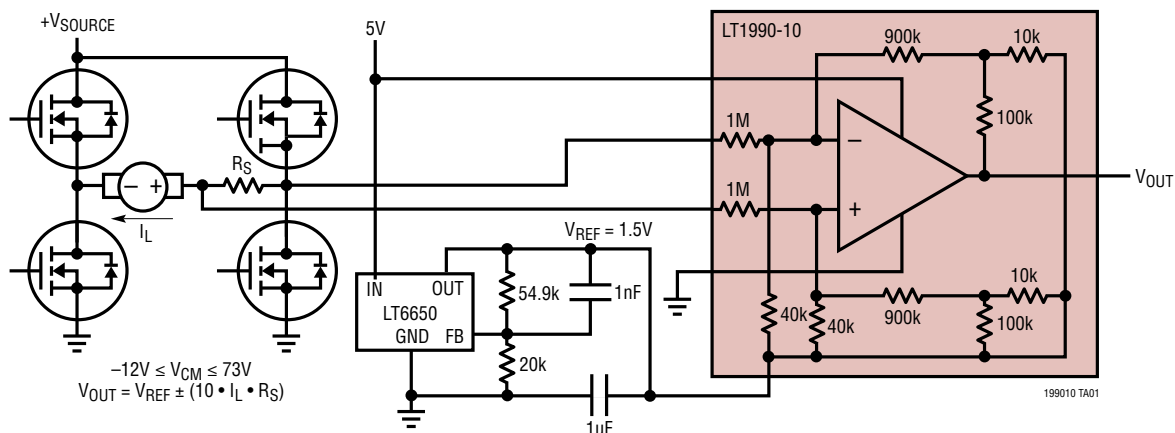 +VSOURCE
5V
LT1990-10
900k
10k
1M
100k
RS
− +
IL
−
VOUT
1M
+
VREF = 1.5V
IN OUT
54.9k
1nF
LT6650
GND FB
20k
1µF
10k
40k
40k
900k
100k
−12V ≤ VCM ≤ 73V
VOUT = VREF ± (10 • IL • RS)
199010 TA01